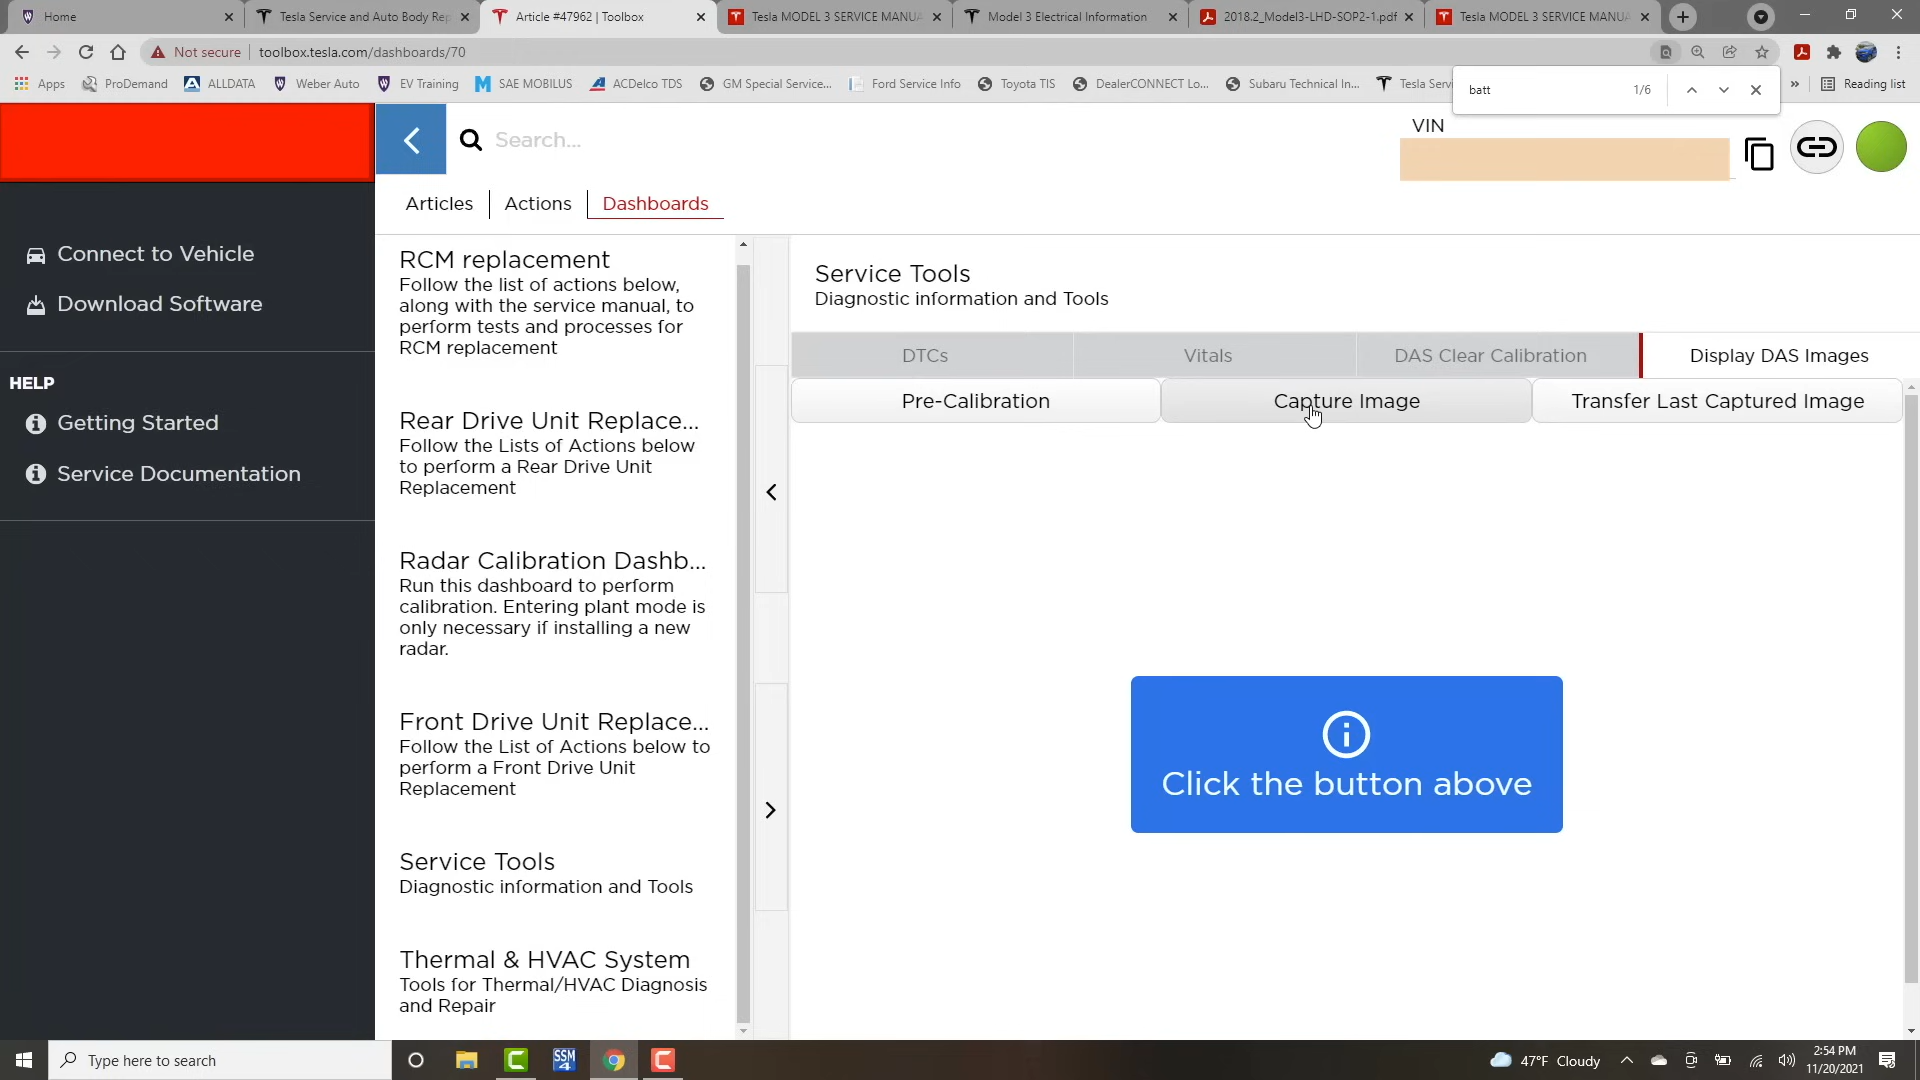 Home
Tesla Service and Auto Body Rep
Article #47962 | Toolbox
Tesla MODEL 3 SERVICE MANUA
Model 3 Electrical Information
2018.2_Model3-LHD-SOP2-1.pdf
Tesla MODEL 3 SERVICE MANUA
Not secure
toolbox.tesla.com/dashboards/70
Apps
ProDemand
ALLDATA
Weber Auto
EV Training
SAE MOBILUS
ACDelco TDS
GM Special Service...
Ford Service Info
Toyota TIS
DealerCONNECT Lo...
Subaru Technical In...
Tesla Servi
Reading list
batt
1/6
Search...
VIN
Articles
Actions
Dashboards
Connect to Vehicle
Download Software
HELP
Getting Started
Service Documentation
RCM replacement
Follow the list of actions below,
along with the service manual, to
perform tests and processes for
RCM replacement
Rear Drive Unit Replace...
Follow the Lists of Actions below
to perform a Rear Drive Unit
Replacement
Radar Calibration Dashb...
Run this dashboard to perform
calibration. Entering plant mode is
only necessary if installing a new
radar.
Front Drive Unit Replace...
Follow the List of Actions below to
perform a Front Drive Unit
Replacement
Service Tools
Diagnostic information and Tools
Thermal & HVAC System
Tools for Thermal/HVAC Diagnosis
and Repair
Service Tools
Diagnostic information and Tools
DTCs
Vitals
DAS Clear Calibration
Display DAS Images
Pre-Calibration
Capture Image
Transfer Last Captured Image
Click the button above
Type here to search
SSM
4
47°F Cloudy
2:54 PM
11/20/2021